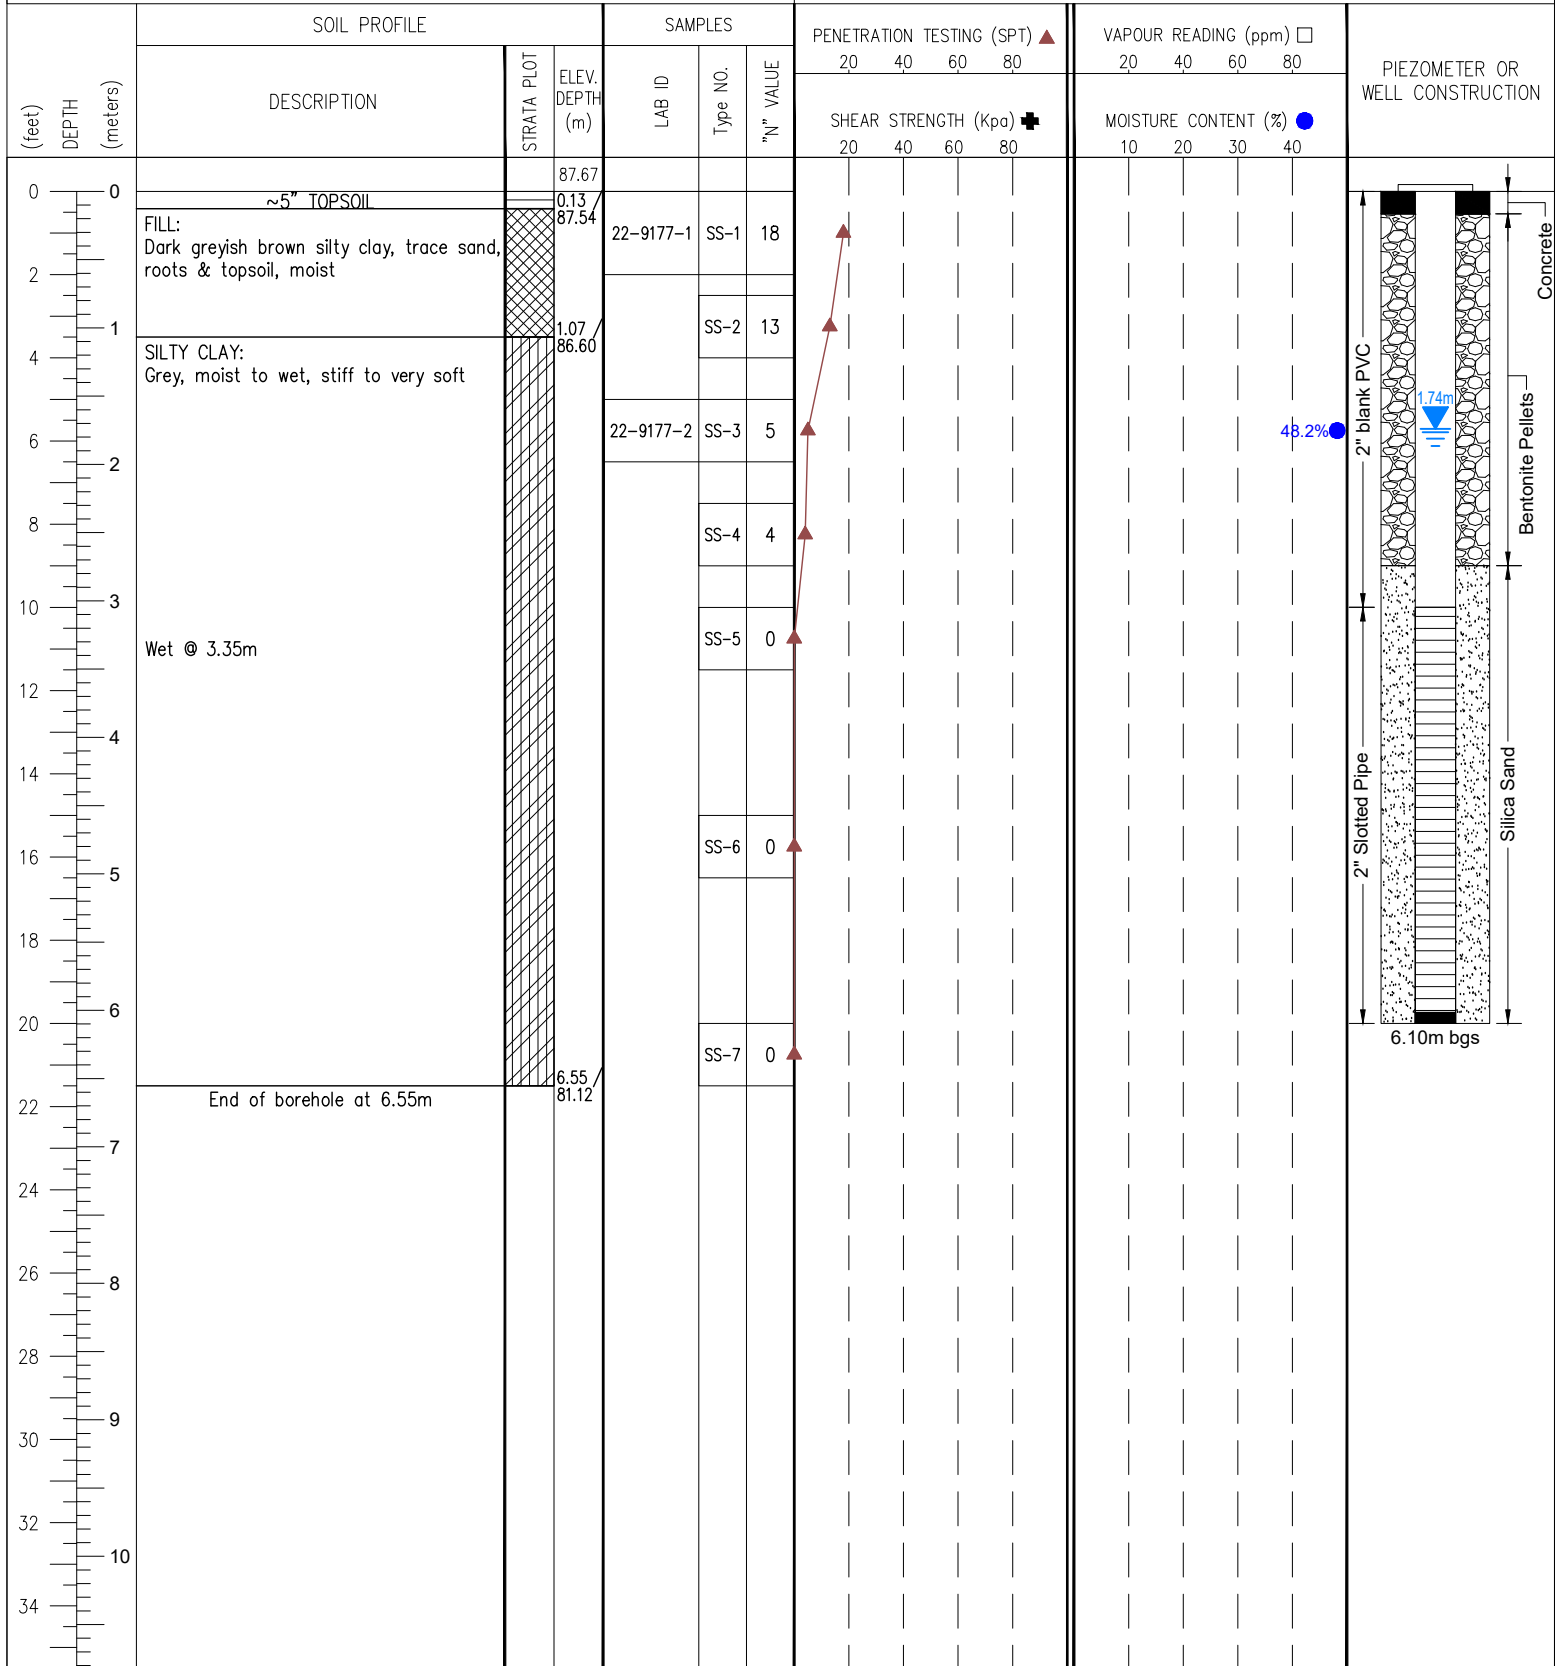 SOIL PROFILE
SAMPLES
PENETRATION TESTING (SPT)
20 40 60 80
SHEAR STRENGTH (Kpa)
20 40 60 80
VAPOUR READING (ppm)
20 40 60 80
MOISTURE CONTENT (%)
10 20 30 40
PIEZOMETER OR
WELL CONSTRUCTION
(feet)
DEPTH
(meters)
DESCRIPTION
STRATA PLOT
ELEV.
DEPTH
(m)
LAB ID
Type NO.
"N" VALUE
87.67
0 0
~5" TOPSOIL
0.13
87.54
FILL:
Dark greyish brown silty clay, trace sand,
roots & topsoil, moist
22-9177-1 SS-1 18
2
SS-2 13
1
1.07
86.60
4
SILTY CLAY:
Grey, moist to wet, stiff to very soft
22-9177-2 SS-3 5
48.2%
1.74m
6
2
8
SS-4 4
3
10
SS-5 0
Wet @ 3.35m
12
4
14
SS-6 0
16
5
18
6
20
SS-7 0
6.55
81.12
End of borehole at 6.55m
22
7
24
26
8
28
9
30
32
10
34
Concrete
2" blank PVC
Bentonite Pellets
2" Slotted Pipe
Silica Sand
6.10m bgs